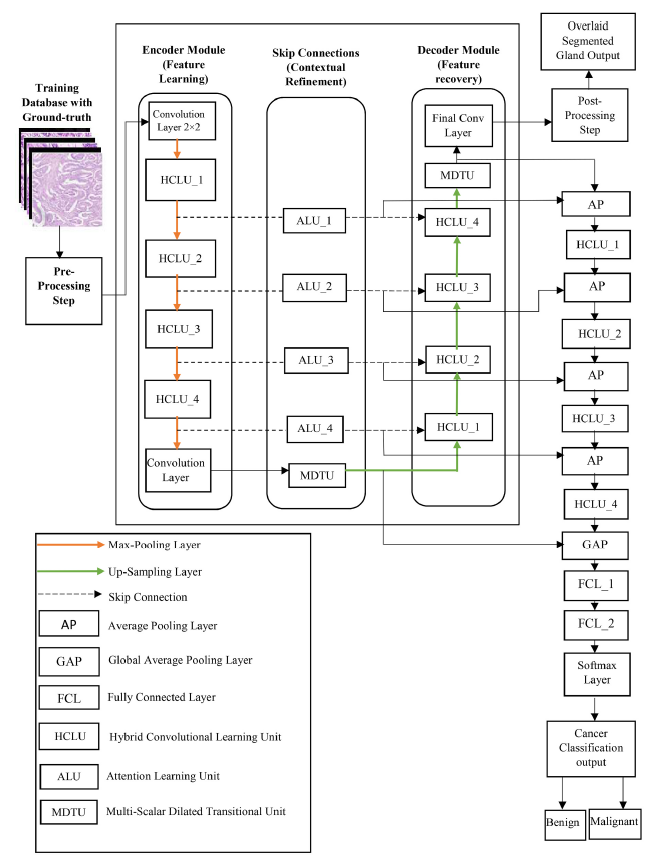 Training
Database with
Ground-truth
Pre-
Processing
Step
Encoder Module
(Feature
Learning)
Convolution
Layer 2×2
HCLU_1
HCLU_2
HCLU_3
HCLU_4
Convolution
Layer
Skip Connections
(Contextual
Refinement)
ALU_1
ALU_2
ALU_3
ALU_4
MDTU
Decoder Module
(Feature
recovery)
Final Conv
Layer
MDTU
HCLU_4
HCLU_3
HCLU_2
HCLU_1
Overlaid
Segmented
Gland Output
Post-
Processing
Step
AP
HCLU_1
AP
HCLU_2
AP
HCLU_3
AP
HCLU_4
GAP
FCL_1
FCL_2
Softmax
Layer
Cancer
Classification
output
Benign
Malignant
Max-Pooling Layer
Up-Sampling Layer
Skip Connection
AP Average Pooling Layer
GAP Global Average Pooling Layer
FCL Fully Connected Layer
HCLU Hybrid Convolutional Learning Unit
ALU Attention Learning Unit
MDTU Multi-Scalar Dilated Transitional Unit